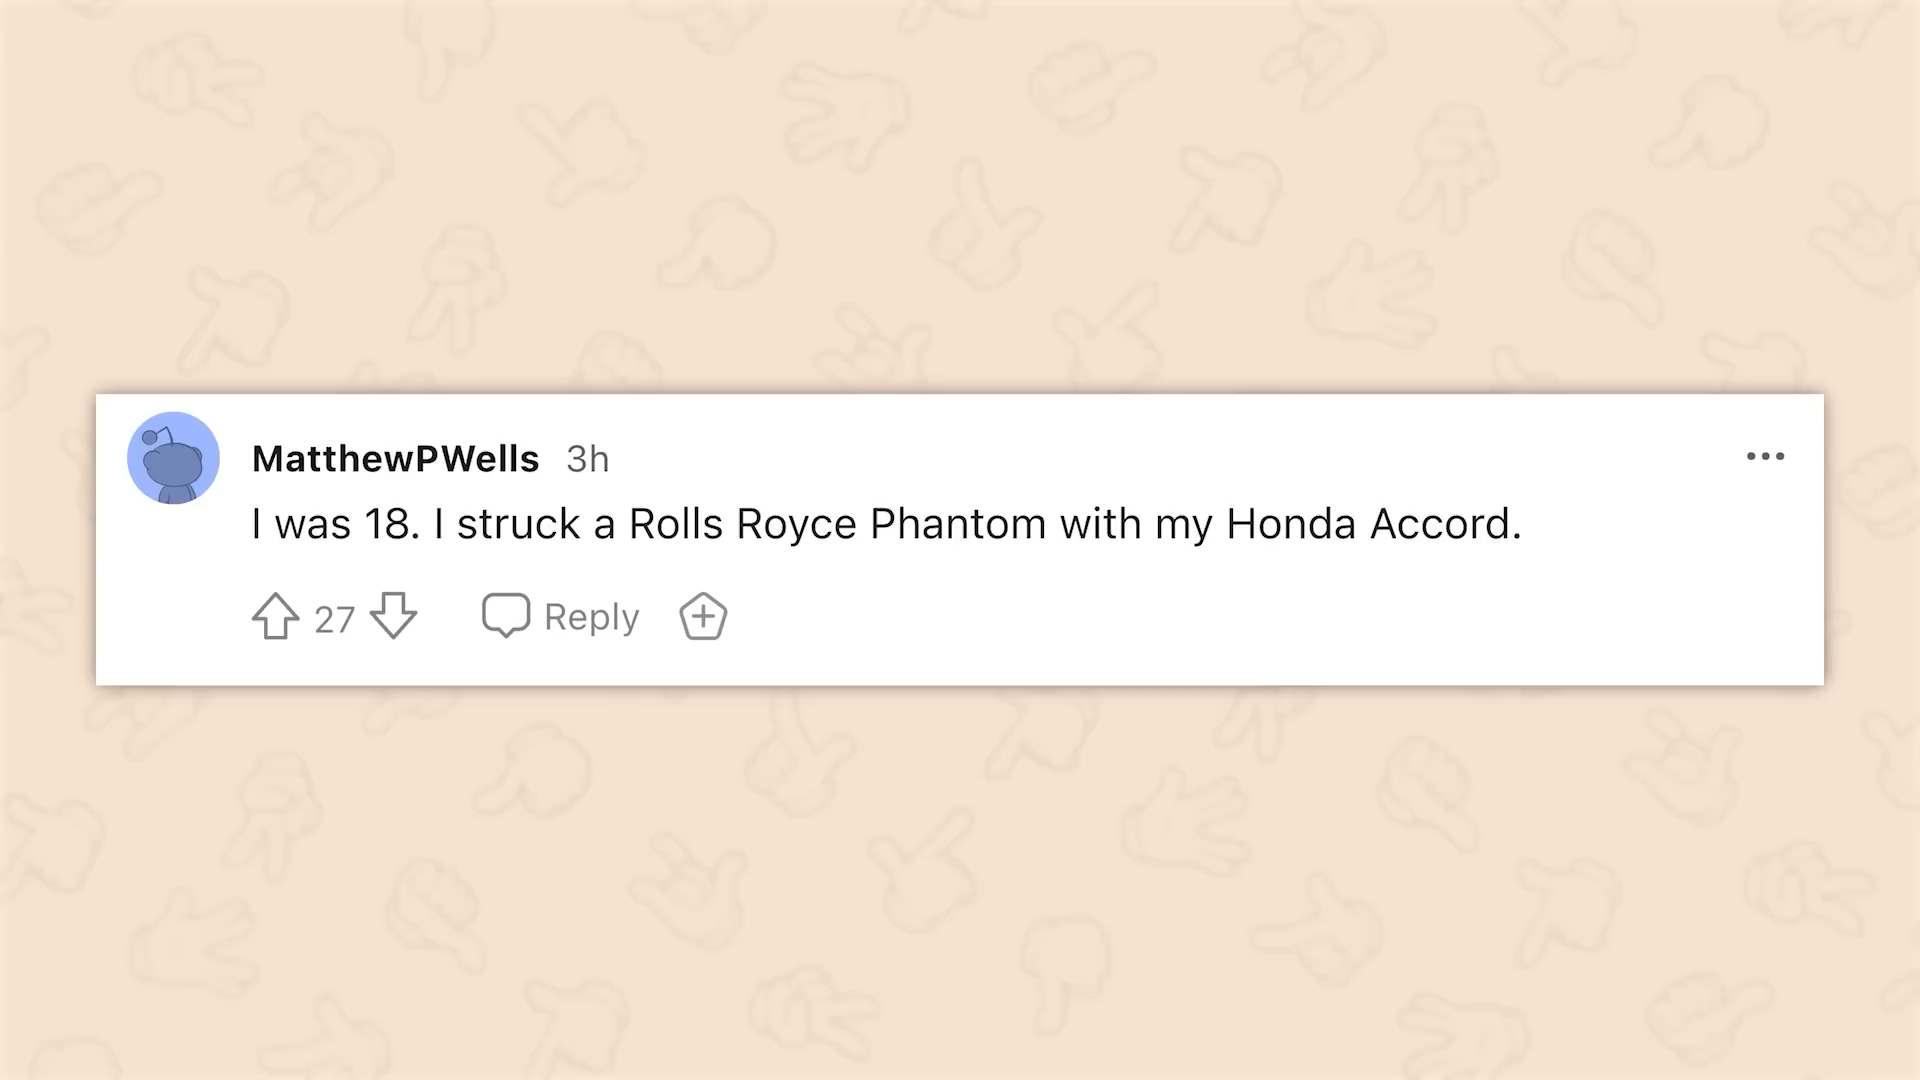 MatthewPWells 3h
I was 18. I struck a Rolls Royce Phantom with my Honda Accord.
27 Reply